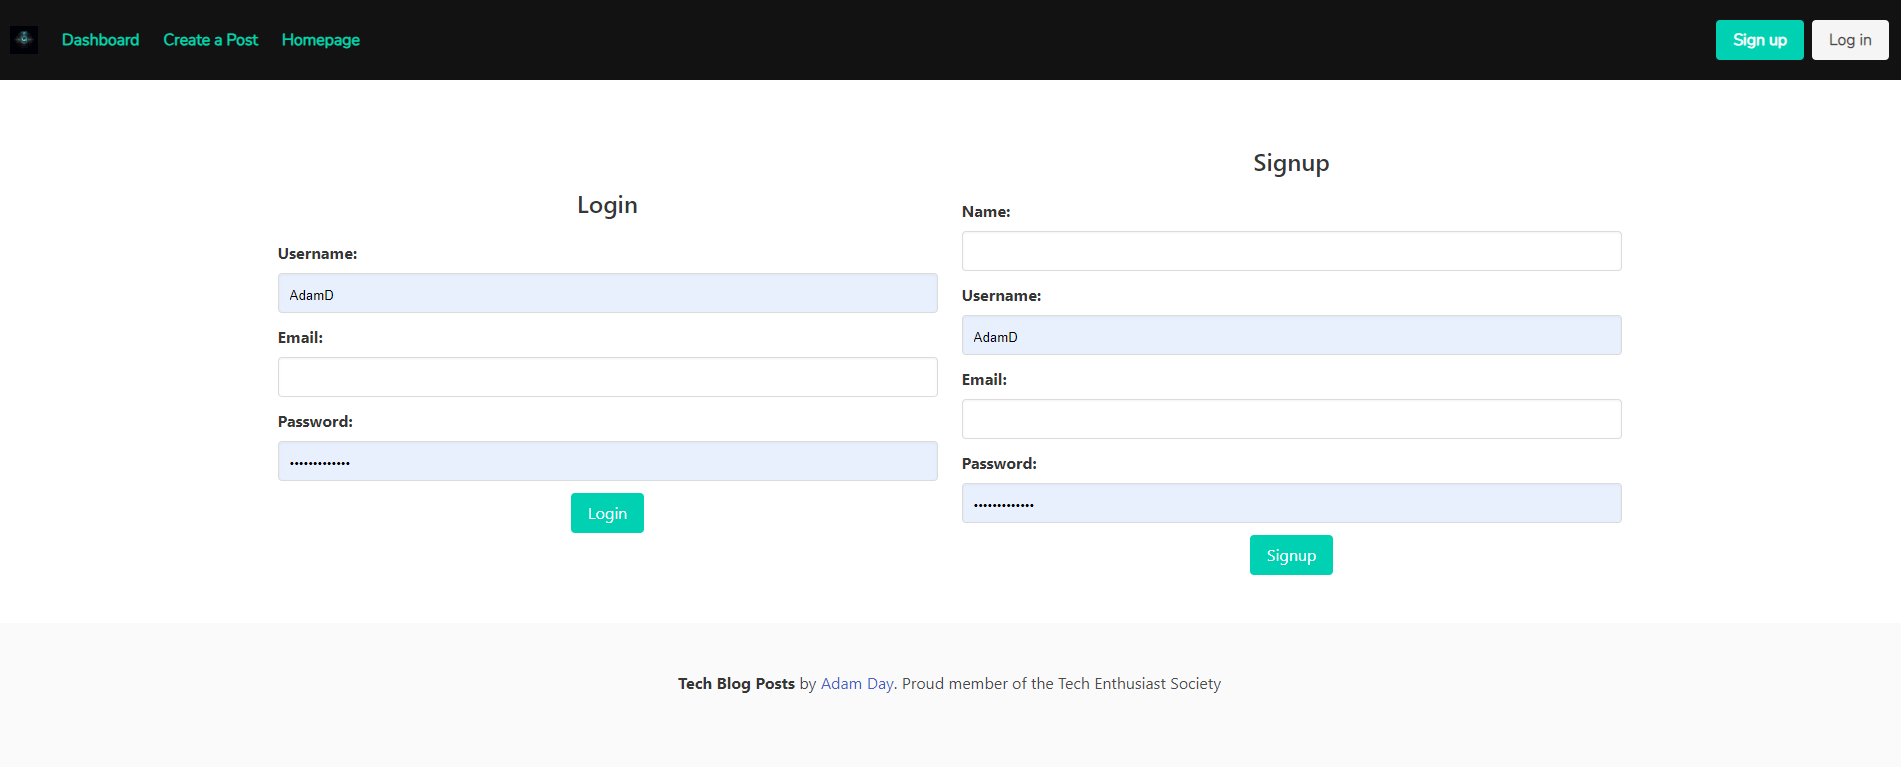 Dashboard Create a Post Homepage Sign up Log in
Login
Username:
AdamD
Email:
Password:
•••••••••••••
Login
Signup
Name:
Username:
AdamD
Email:
Password:
•••••••••••••
Signup
Tech Blog Posts by Adam Day. Proud member of the Tech Enthusiast Society